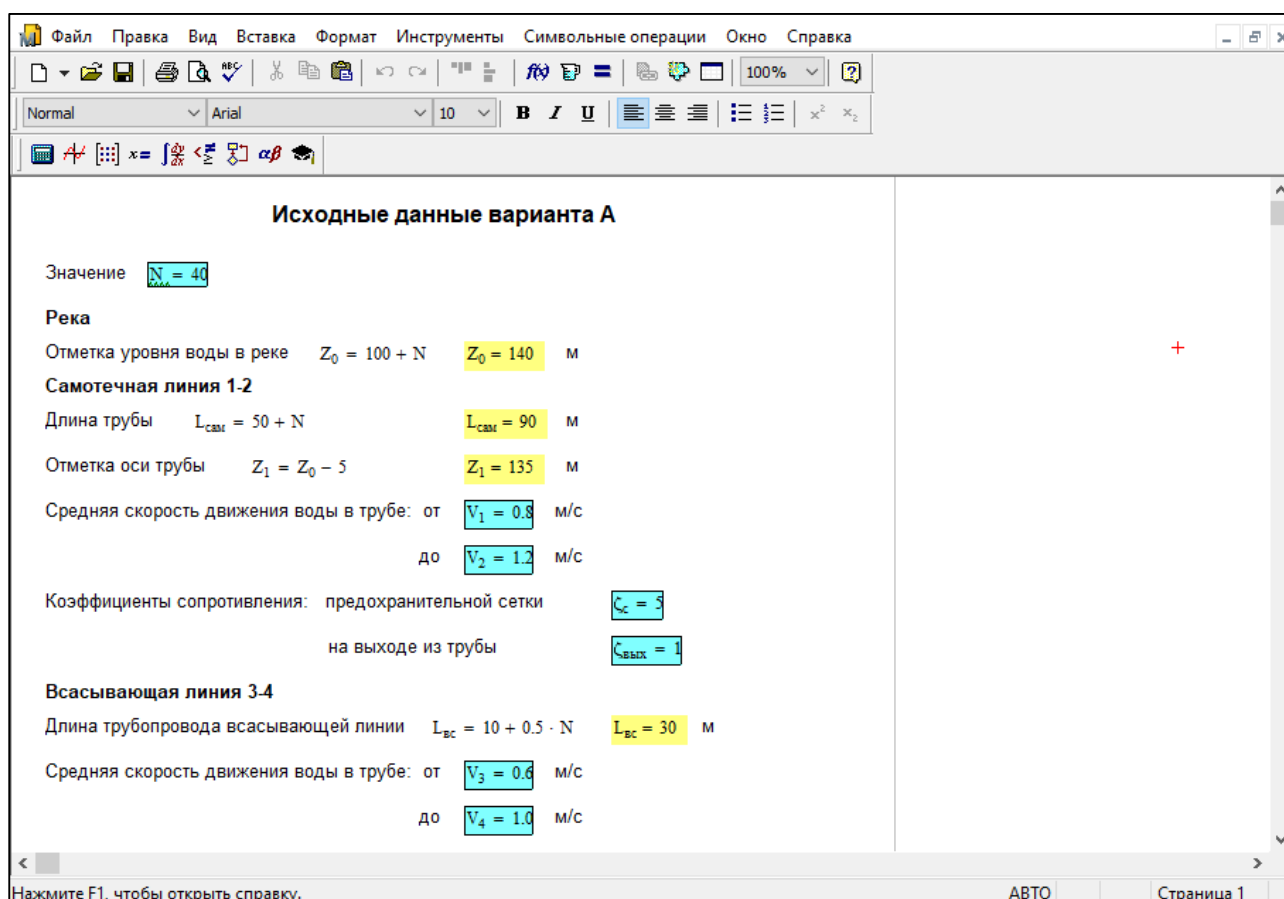 Файл Правка Вид Вставка Формат Инструменты Символьные операции Окно Справка
100%
Normal Arial 10 B I U x² x₂
x= αβ
Исходные данные варианта А
Значение N = 40
Река
Отметка уровня воды в реке Z₀ = 100 + N Z₀ = 140 м
Самотечная линия 1-2
Длина трубы Lсам = 50 + N Lсам = 90 м
Отметка оси трубы Z₁ = Z₀ − 5 Z₁ = 135 м
Средняя скорость движения воды в трубе: от V₁ = 0.8 м/с
до V₂ = 1.2 м/с
Коэффициенты сопротивления: предохранительной сетки ζс = 5
на выходе из трубы ζвых = 1
Всасывающая линия 3-4
Длина трубопровода всасывающей линии Lвс = 10 + 0.5 · N Lвс = 30 м
Средняя скорость движения воды в трубе: от V₃ = 0.6 м/с
до V₄ = 1.0 м/с
Нажмите F1, чтобы открыть справку. АВТО Страница 1